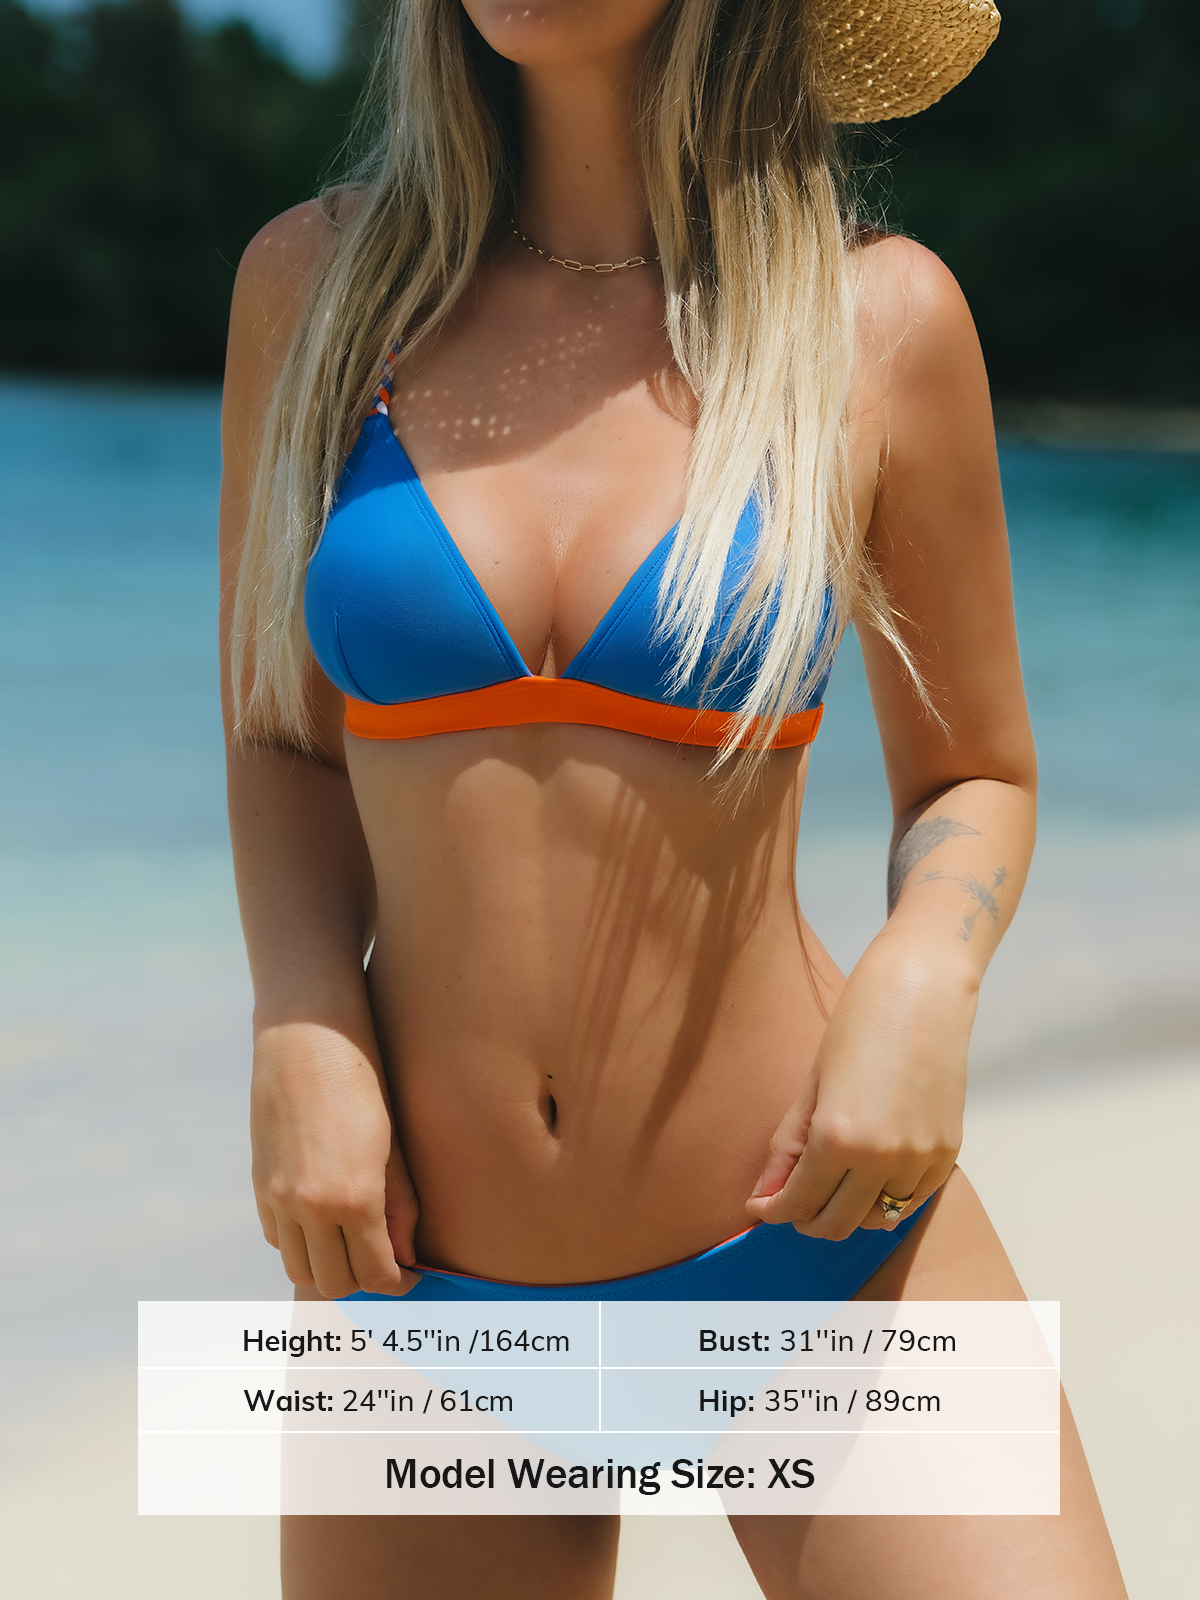 Height: 5' 4.5''in /164cm
Bust: 31''in / 79cm
Waist: 24''in / 61cm
Hip: 35''in / 89cm
Model Wearing Size: XS